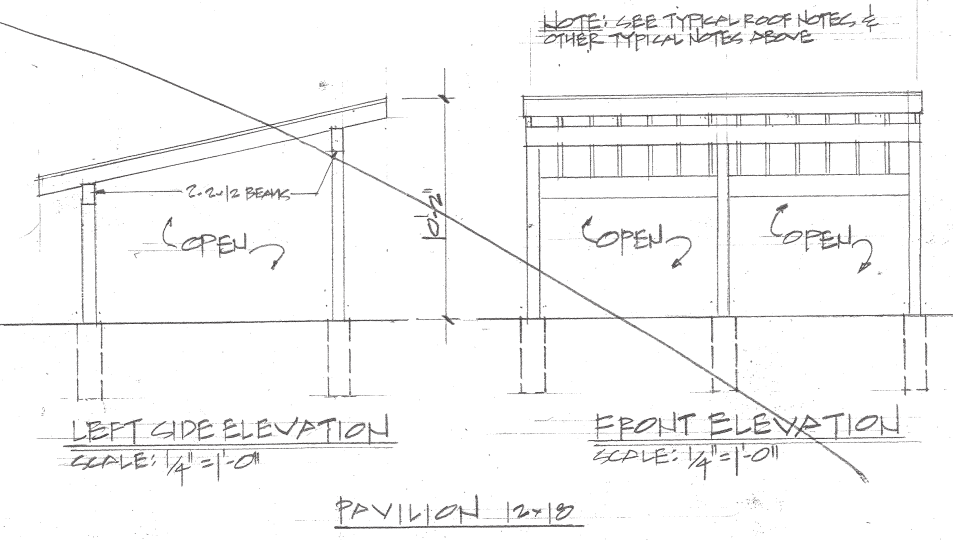 NOTE: SEE TYPICAL ROOF NOTES &
OTHER TYPICAL NOTES ABOVE
2-2x12 BEAMS
10'-2"
OPEN
OPEN
OPEN
LEFT SIDE ELEVATION
SCALE: 1/4" = 1'-0"
FRONT ELEVATION
SCALE: 1/4" = 1'-0"
PAVILION 12x18